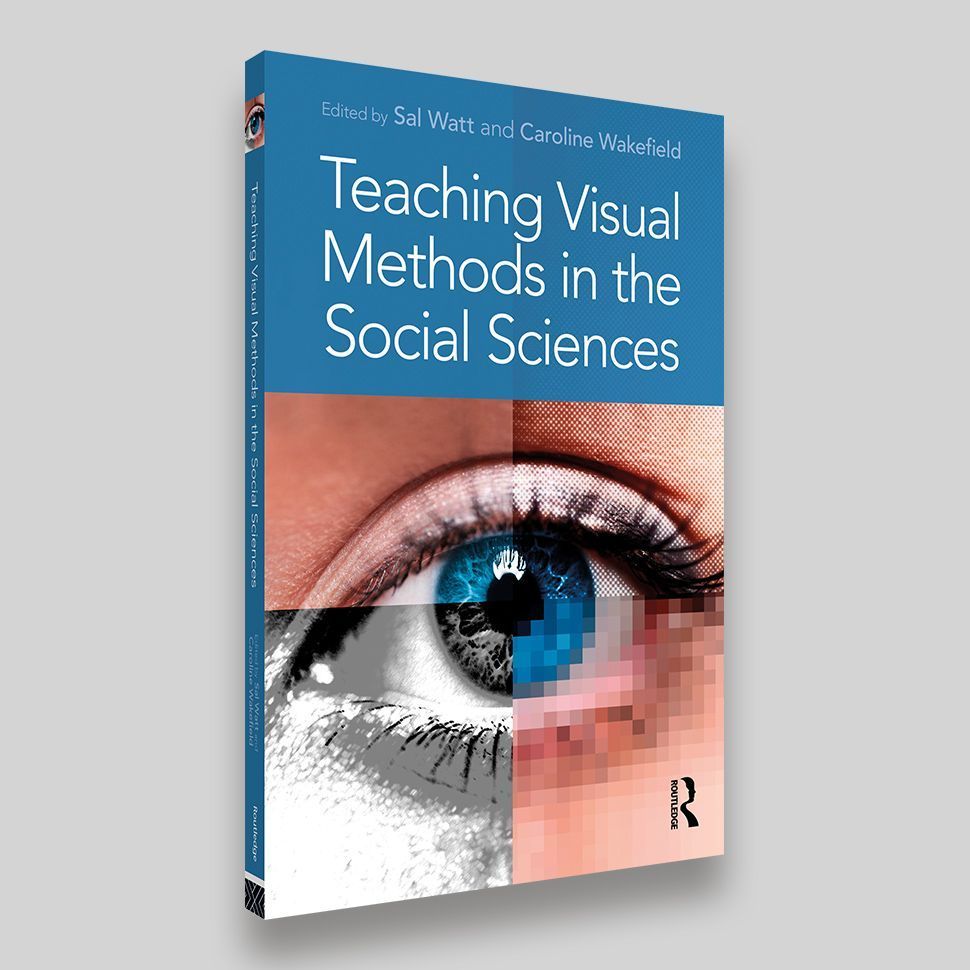 Edited by Sal Watt and Caroline Wakefield
Teaching Visual
Methods in the
Social Sciences
ROUTLEDGE
Teaching Visual Methods in the Social Sciences
Edited by Sal Watt and
Caroline Wakefield
Routledge